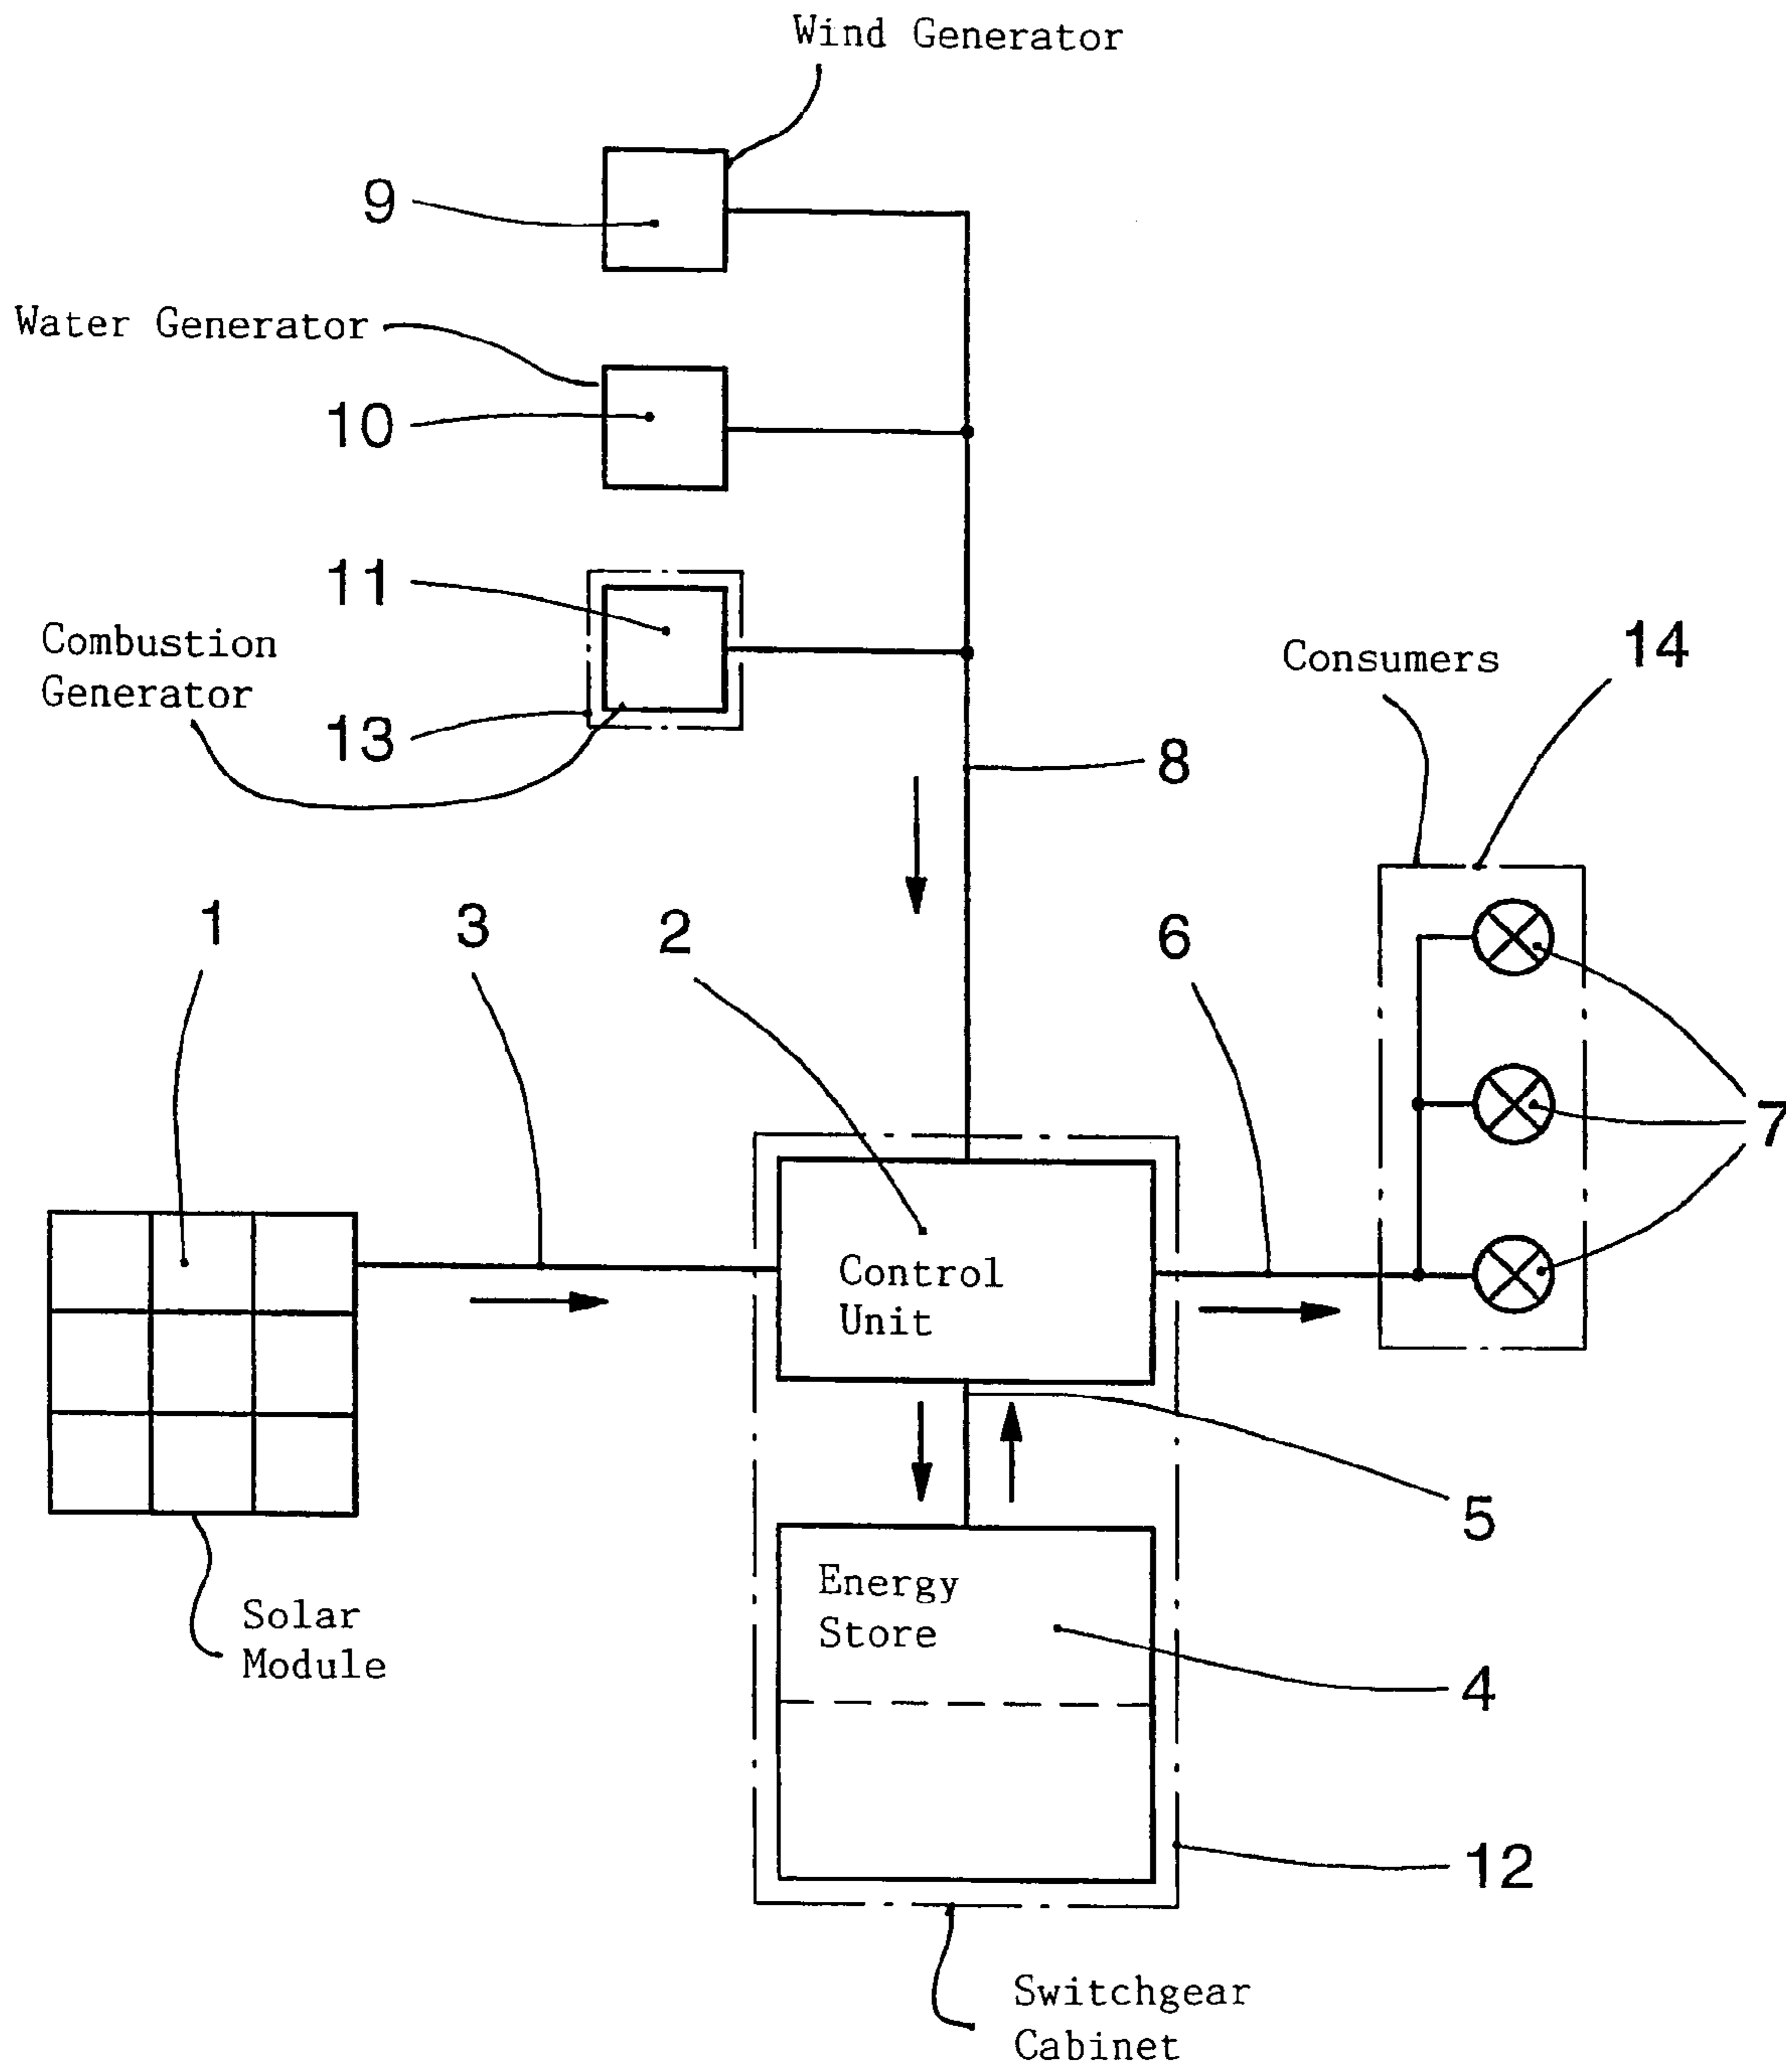 Wind Generator
9
Water Generator
10
11
Combustion
Generator
13
Consumers
14
8
1
3
2
6
7
Control
Unit
5
Energy
Store
Solar
Module
4
12
Switchgear
Cabinet